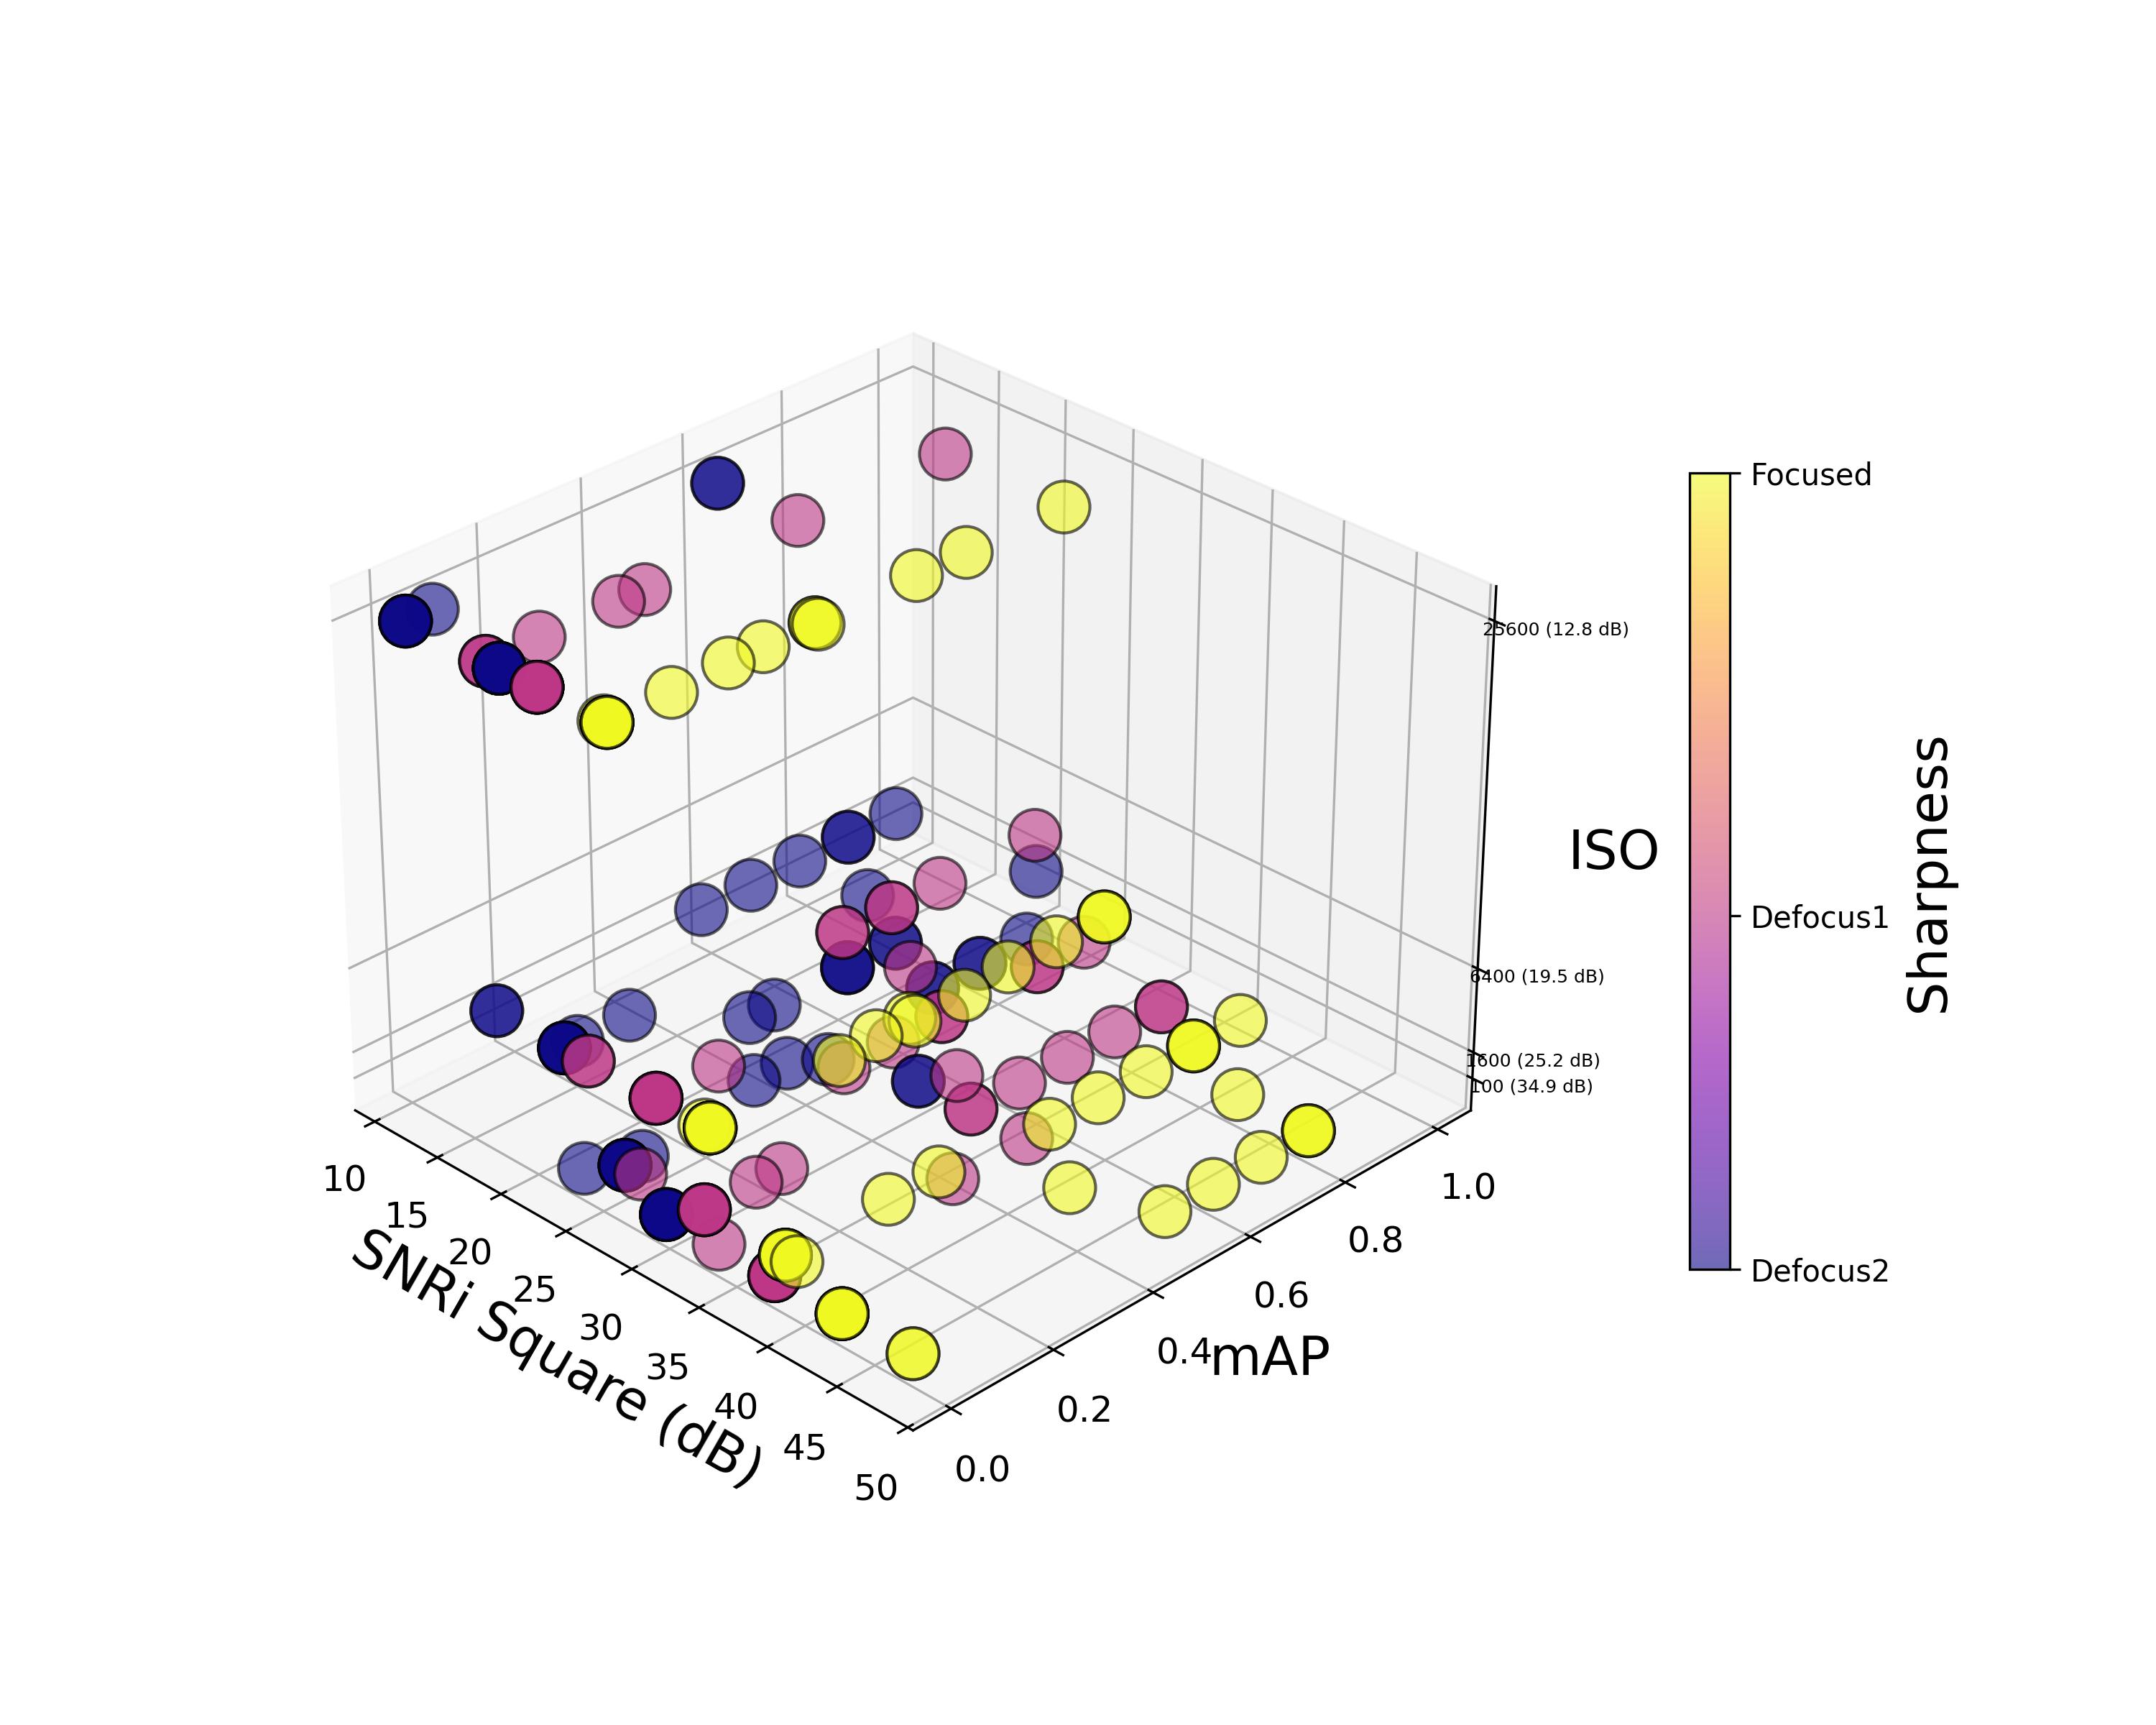 10
15
20
25
30
35
40
45
50
SNRi Square (dB)
0.0
0.2
0.4
0.6
0.8
1.0
mAP
25600 (12.8 dB)
6400 (19.5 dB)
1600 (25.2 dB)
100 (34.9 dB)
ISO
Focused
Defocus1
Defocus2
Sharpness